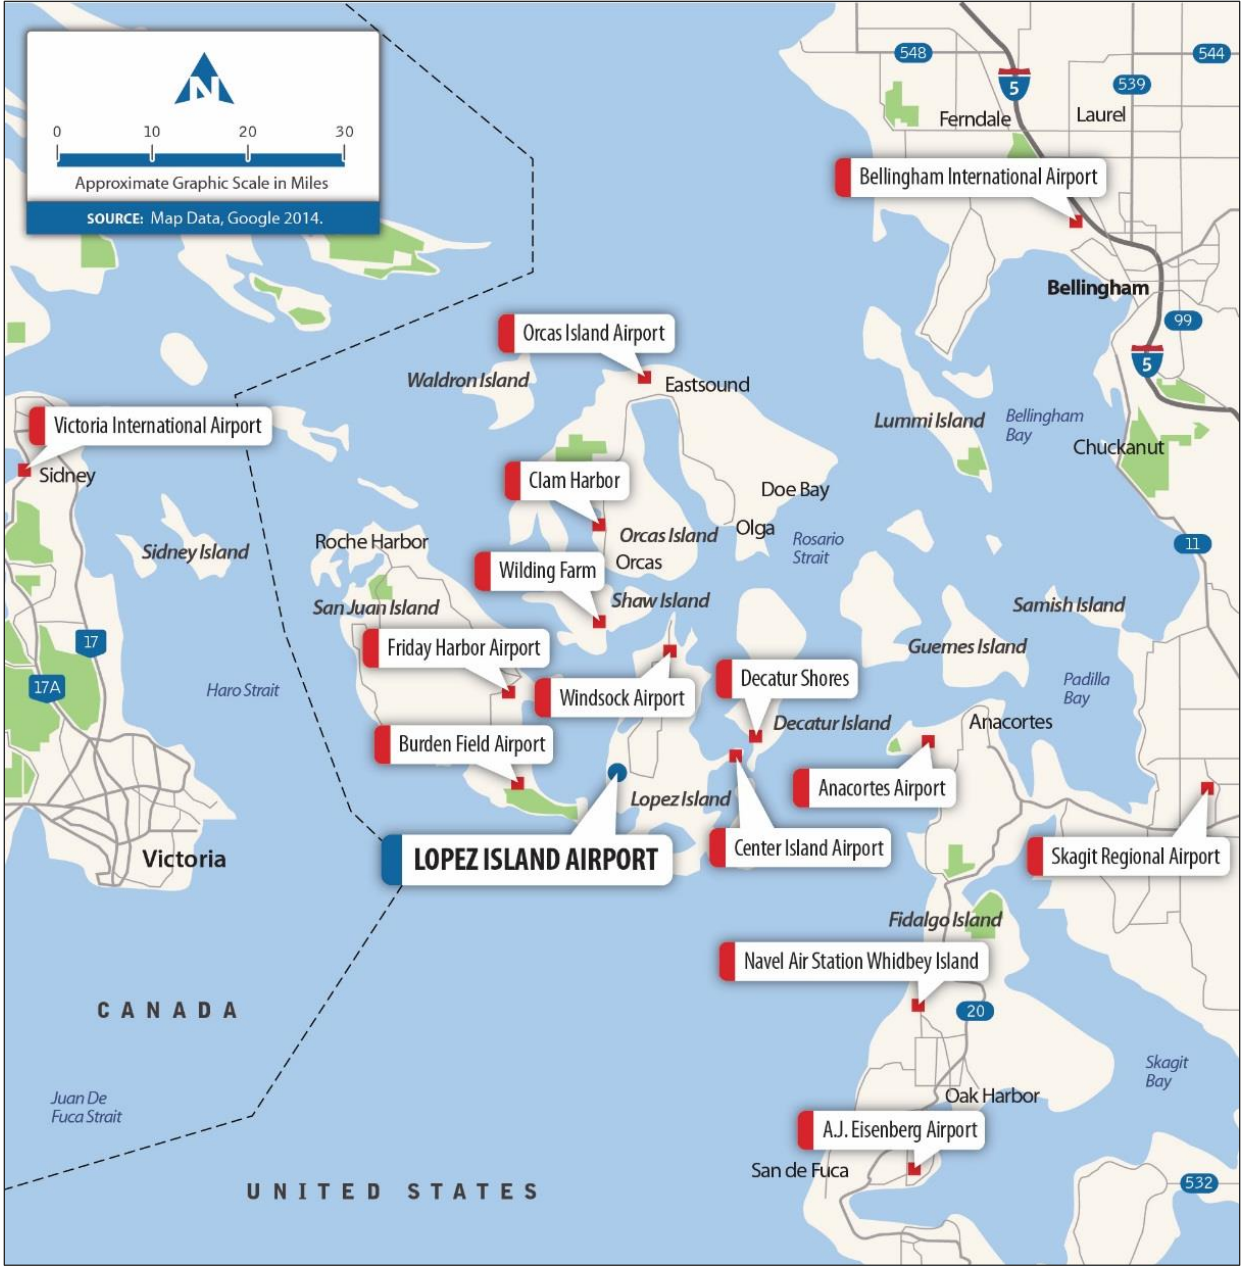 548
544
5
539
Ferndale
Laurel
N
0 10 20 30
Approximate Graphic Scale in Miles
SOURCE: Map Data, Google 2014.
Bellingham International Airport
Bellingham
99
5
Orcas Island Airport
Waldron Island
Eastsound
Victoria International Airport
Sidney
Lummi Island
Bellingham
Bay
Chuckanut
Clam Harbor
Doe Bay
Olga
Orcas Island
Orcas
Rosario
Strait
Roche Harbor
Sidney Island
11
Wilding Farm
Shaw Island
San Juan Island
Samish Island
17
Friday Harbor Airport
Guemes Island
17A
Haro Strait
Windsock Airport
Decatur Shores
Padilla
Bay
Decatur Island
Anacortes
Burden Field Airport
Anacortes Airport
Lopez Island
Center Island Airport
LOPEZ ISLAND AIRPORT
Skagit Regional Airport
Victoria
Fidalgo Island
Navel Air Station Whidbey Island
20
CANADA
Skagit
Bay
Juan De
Fuca Strait
Oak Harbor
A.J. Eisenberg Airport
San de Fuca
532
UNITED STATES